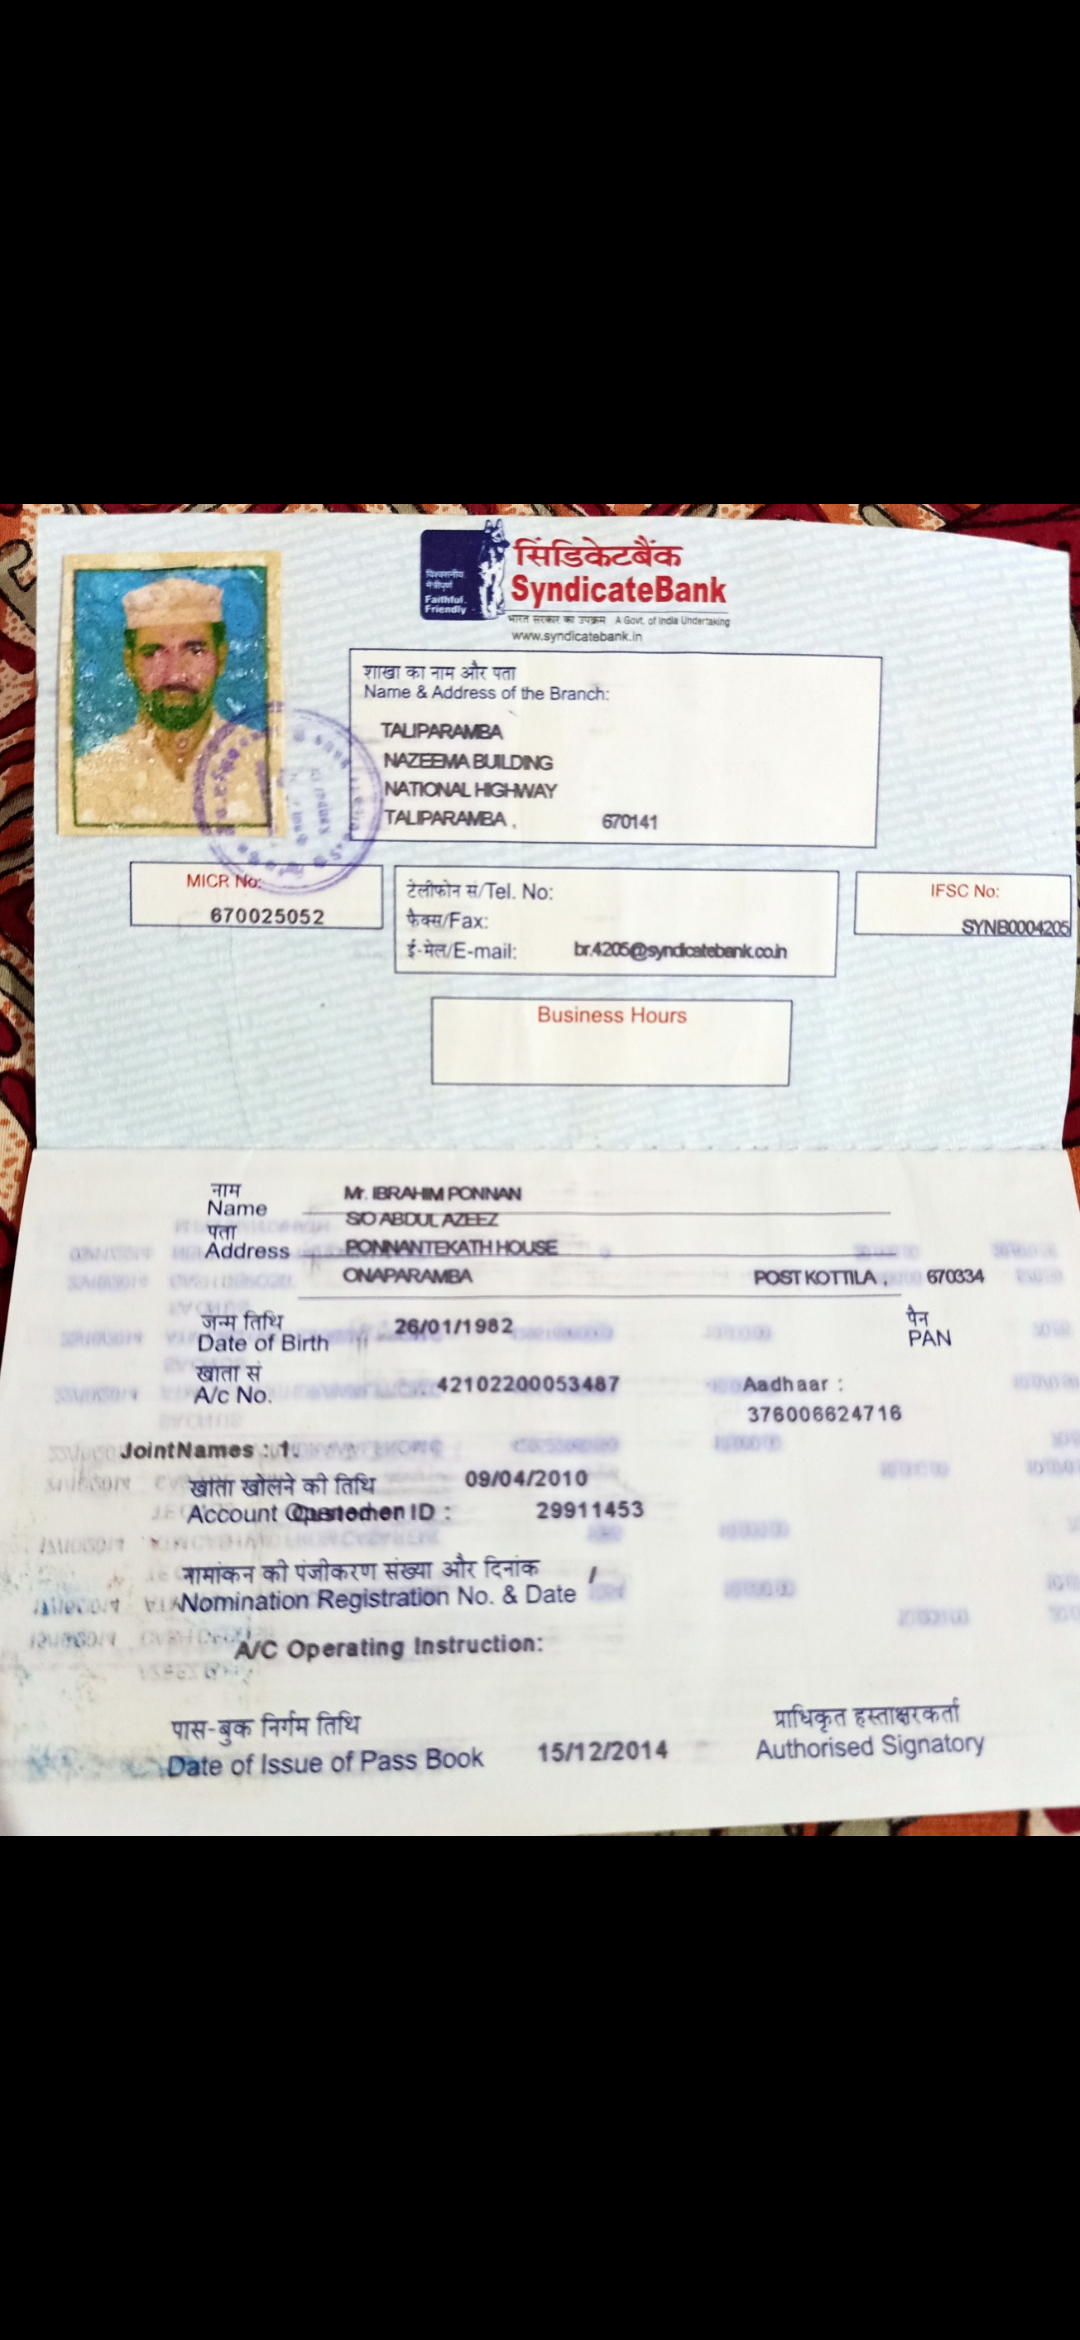 विश्वसनीय
मैत्रीपूर्ण
Faithful.
Friendly
सिंडिकेटबैंक
SyndicateBank
भारत सरकार का उपक्रम A Govt. of India Undertaking
www.syndicatebank.in
शाखा का नाम और पता
Name & Address of the Branch:
TALIPARAMBA
NAZEEMA BUILDING
NATIONAL HIGHWAY
TALIPARAMBA , 670141
MICR No:
670025052
टेलीफोन सं/Tel. No:
फैक्स/Fax:
ई-मेल/E-mail: br.4205@syndicatebank.co.in
IFSC No:
SYNB0004205
Business Hours
नाम
Name Mr. IBRAHIM PONNAN
S/O ABDUL AZEEZ
पता
Address PONNANTEKATH HOUSE
ONAPARAMBA POST KOTTILA , 670334
जन्म तिथि
Date of Birth 26/01/1982
पैन
PAN
खाता सं
A/c No. 42102200053487
Aadhaar :
376006624716
Joint Names : 1.
खाता खोलने की तिथि 09/04/2010
Account Opened on Customer ID : 29911453
नामांकन की पंजीकरण संख्या और दिनांक /
Nomination Registration No. & Date
A/C Operating Instruction:
पास-बुक निर्गम तिथि
Date of Issue of Pass Book 15/12/2014
प्राधिकृत हस्ताक्षरकर्ता
Authorised Signatory